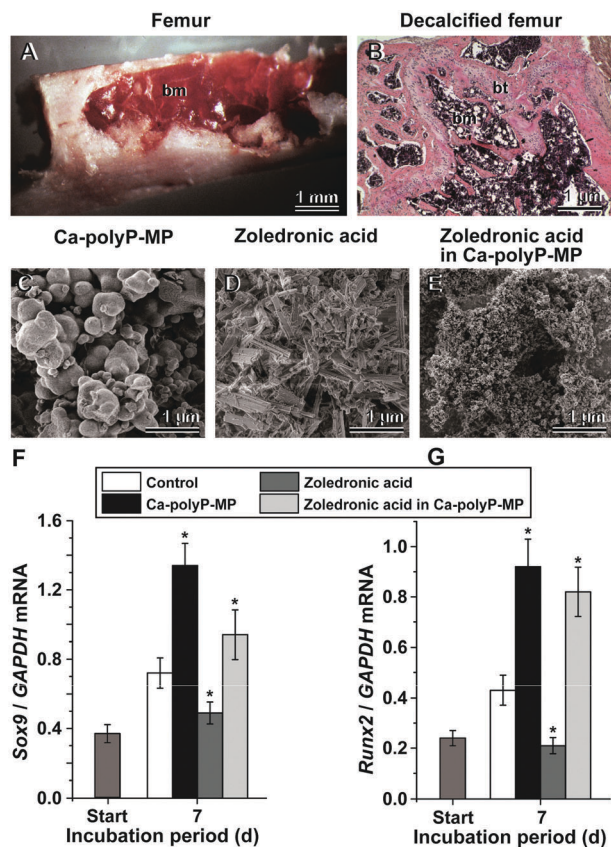 Femur
Decalcified femur
A
bm
1 mm
B
bt
bm
1 µm
Ca-polyP-MP
Zoledronic acid
Zoledronic acid
in Ca-polyP-MP
C
1 µm
D
1 µm
E
1 µm
F
G
Control
Zoledronic acid
Ca-polyP-MP
Zoledronic acid in Ca-polyP-MP
Sox9 / GAPDH mRNA
1.6
1.2
0.8
0.4
0.0
*
*
*
Start
7
Incubation period (d)
Runx2 / GAPDH mRNA
1.0
0.8
0.6
0.4
0.2
0.0
*
*
*
Start
7
Incubation period (d)